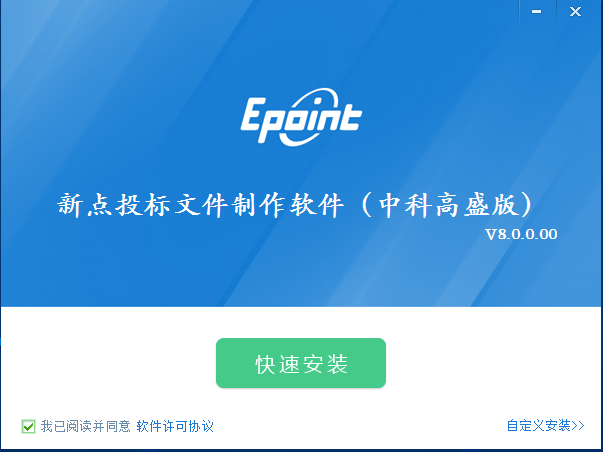 Epoint
新点投标文件制作软件（中科高盛版）
V8.0.0.00
快速安装
我已阅读并同意 软件许可协议
自定义安装>>